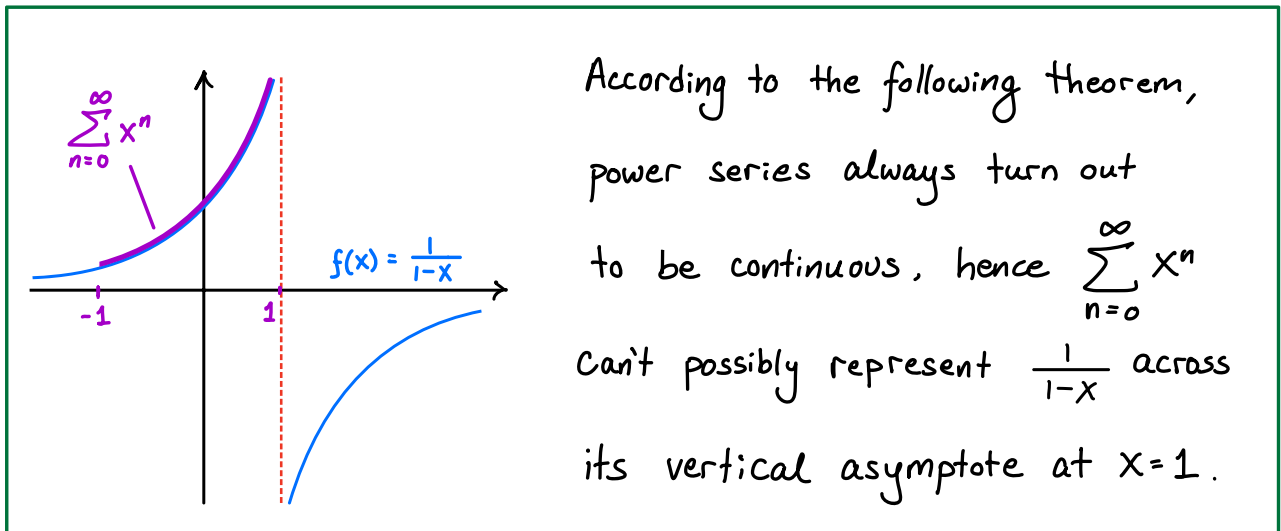 ∞
∑ xⁿ
n=0
f(x) = 1/(1-x)
-1
1
According to the following theorem,
power series always turn out
to be continuous, hence ∞∑n=0 xⁿ
can't possibly represent 1/(1-x) across
its vertical asymptote at x=1.